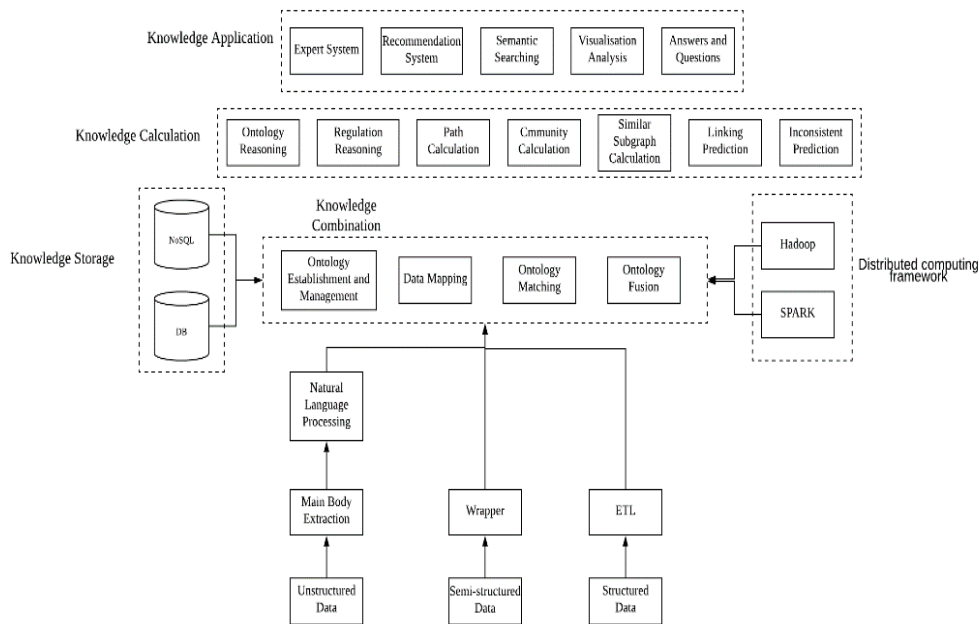 Knowledge Application
Expert System
Recommendation
System
Semantic
Searching
Visualisation
Analysis
Answers and
Questions
Knowledge Calculation
Ontology
Reasoning
Regulation
Reasoning
Path
Calculation
Cmmunity
Calculation
Similar
Subgraph
Calculation
Linking
Prediction
Inconsistent
Prediction
Knowledge Storage
NoSQL
DB
Knowledge
Combination
Ontology
Establishment and
Management
Data Mapping
Ontology
Matching
Ontology
Fusion
Hadoop
SPARK
Distributed computing
framework
Natural
Language
Processing
Main Body
Extraction
Wrapper
ETL
Unstructured
Data
Semi-structured
Data
Structured
Data